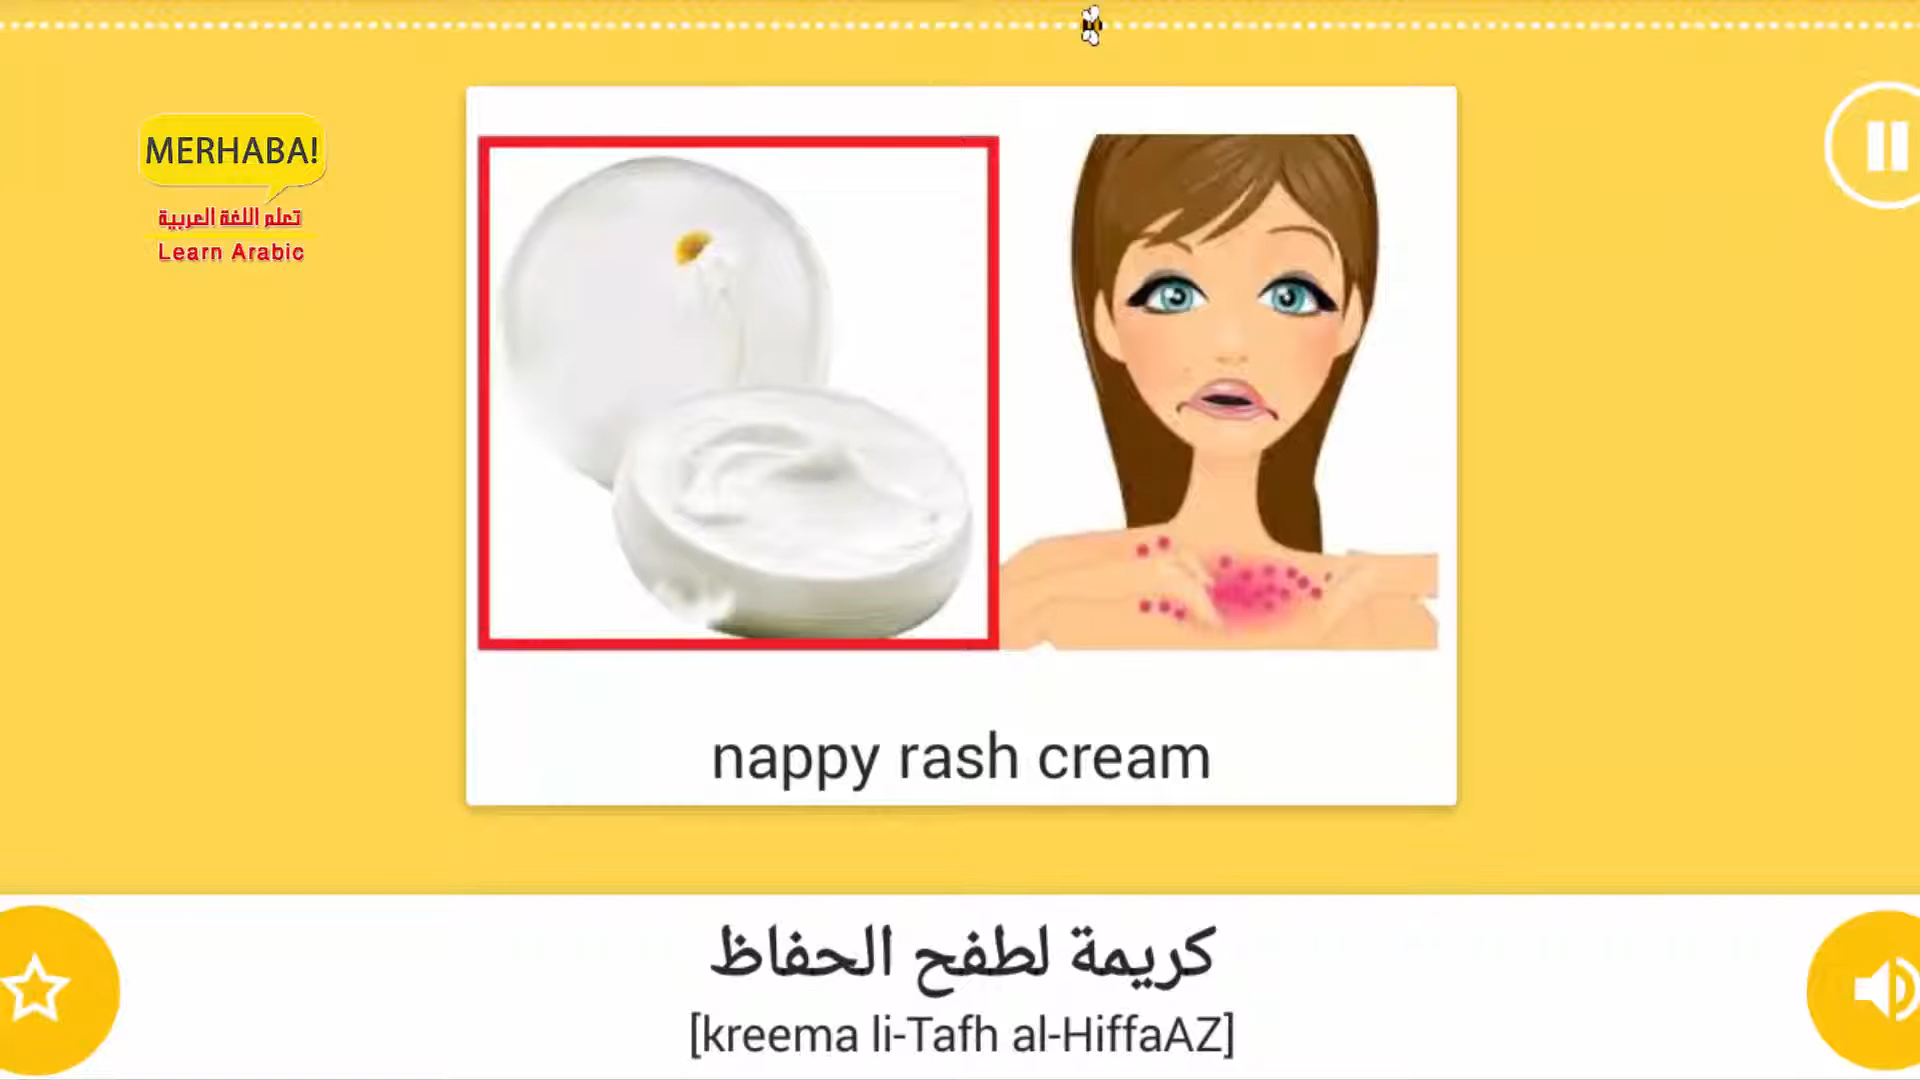 MERHABA!
تعلم اللغة العربية
Learn Arabic
nappy rash cream
كريمة لطفح الحفاظ
[kreema li-Tafh al-HiffaAZ]